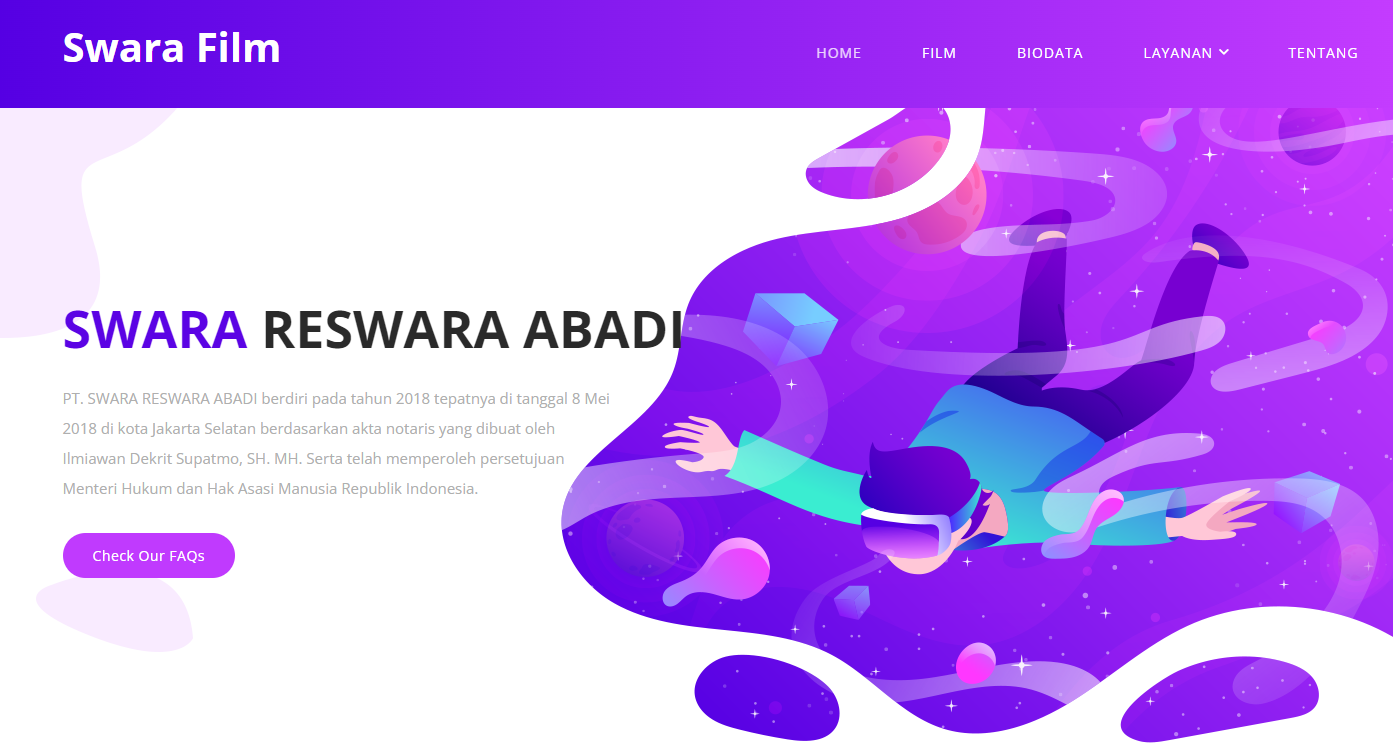 Swara Film
HOME FILM BIODATA LAYANAN TENTANG
SWARA RESWARA ABADI
PT. SWARA RESWARA ABADI berdiri pada tahun 2018 tepatnya di tanggal 8 Mei
2018 di kota Jakarta Selatan berdasarkan akta notaris yang dibuat oleh
Ilmiawan Dekrit Supatmo, SH. MH. Serta telah memperoleh persetujuan
Menteri Hukum dan Hak Asasi Manusia Republik Indonesia.
Check Our FAQs